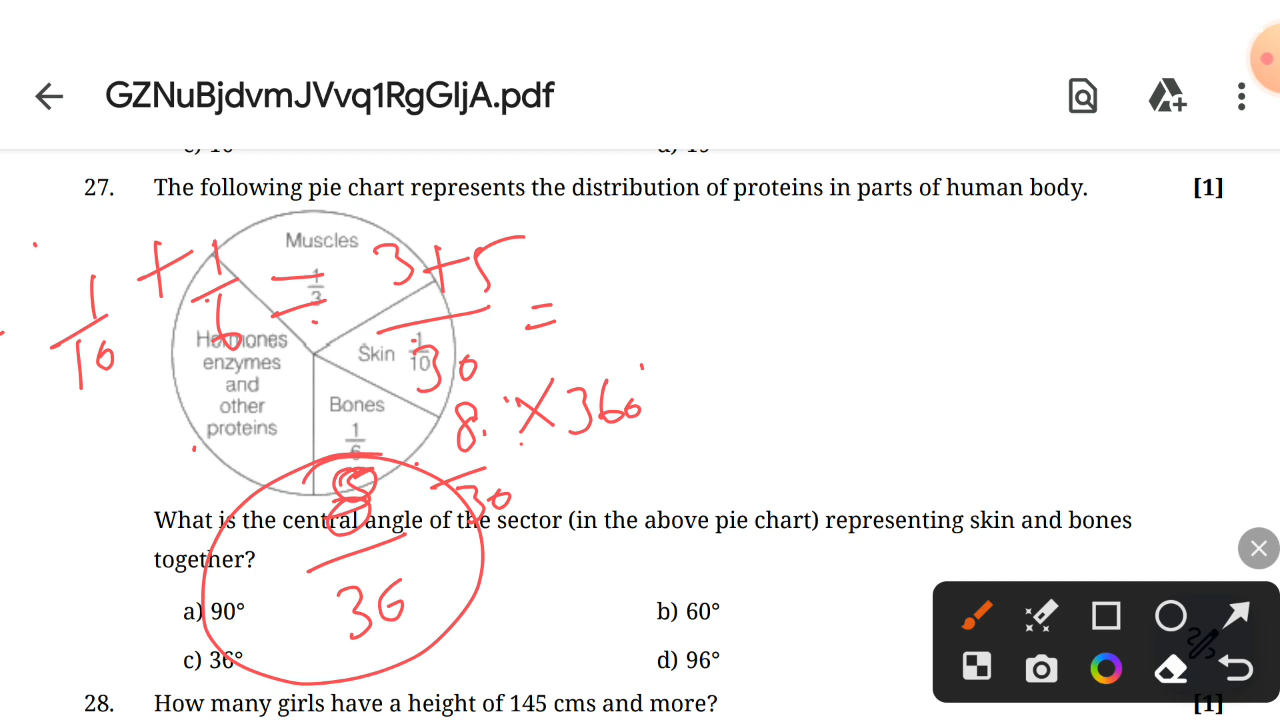 GZNuBjdvmJVvq1RgGIjA.pdf
27. The following pie chart represents the distribution of proteins in parts of human body. [1]
Muscles
1/3
Skin 1/10
Bones
1/6
Hormones
enzymes
and
other
proteins
1/10 + 1/6 = 3+5/30 =
8/30 × 360°
8/30
What is the central angle of the sector (in the above pie chart) representing skin and bones
together?
a) 90° b) 60°
c) 36° d) 96°
28. How many girls have a height of 145 cms and more? [1]